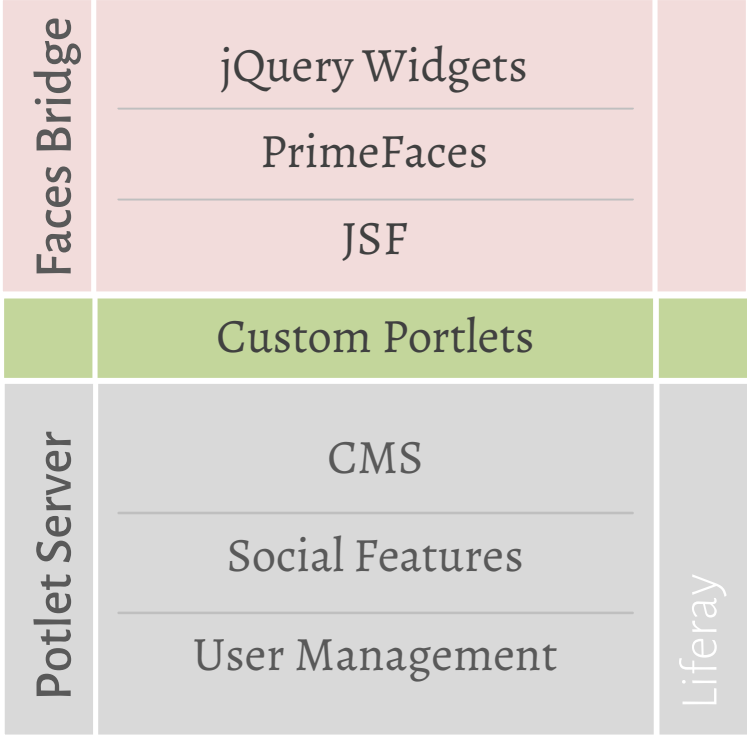 Faces Bridge
jQuery Widgets
PrimeFaces
JSF
Custom Portlets
Potlet Server
CMS
Social Features
User Management
Liferay